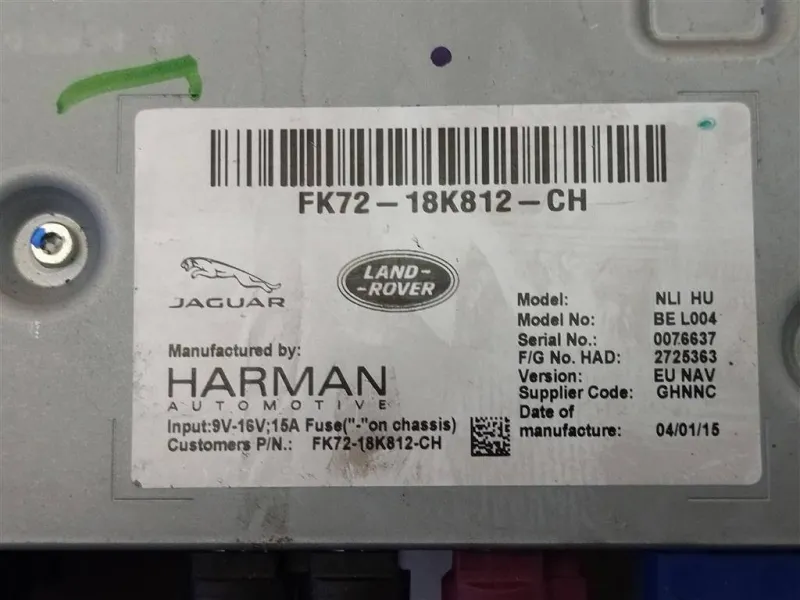 FK72-18K812-CH
JAGUAR
LAND-
-ROVER
Model: NLI HU
Model No: BE L004
Serial No.: 0076637
F/G No. HAD: 2725363
Version: EU NAV
Supplier Code: GHNNC
Date of
manufacture: 04/01/15
Manufactured by:
HARMAN
AUTOMOTIVE
Input:9V-16V;15A Fuse("-"on chassis)
Customers P/N.: FK72-18K812-CH